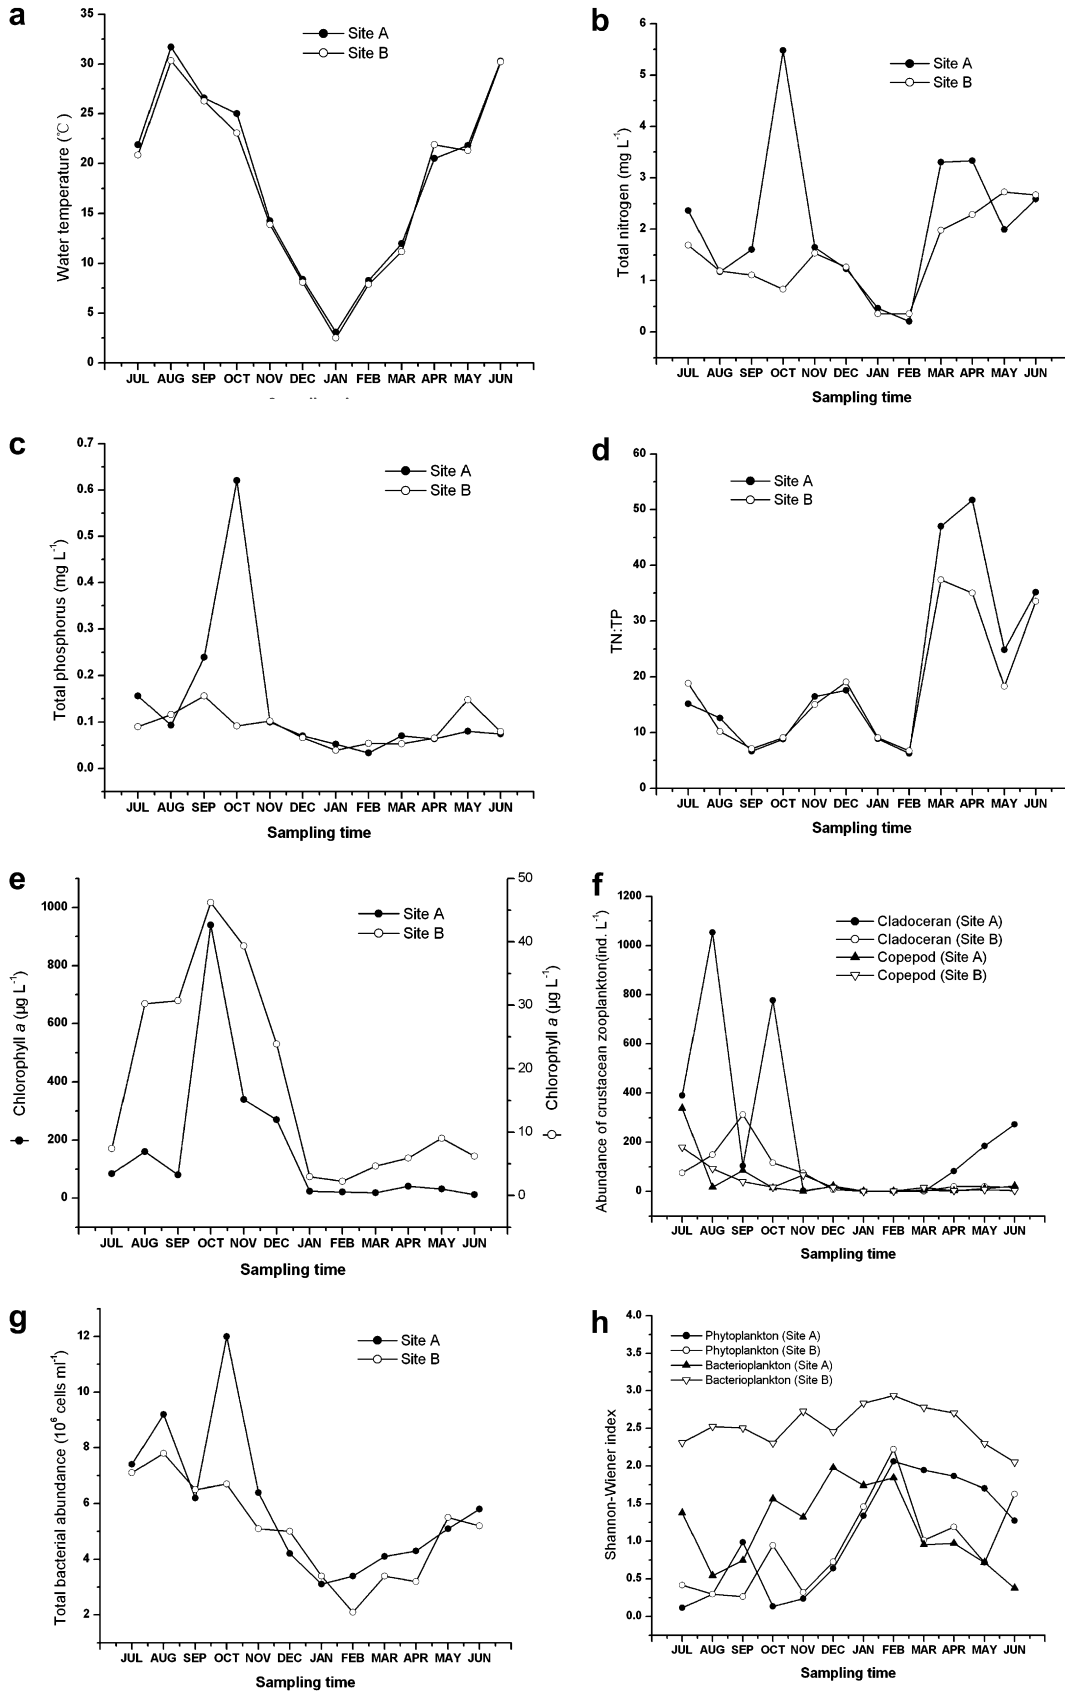 a
Site A
Site B
Water temperature (℃)
35
30
25
20
15
10
5
0
JUL AUG SEP OCT NOV DEC JAN FEB MAR APR MAY JUN
b
Site A
Site B
Total nitrogen (mg L-1)
6
5
4
3
2
1
0
JUL AUG SEP OCT NOV DEC JAN FEB MAR APR MAY JUN
Sampling time
c
Site A
Site B
Total phosphorus (mg L-1)
0.7
0.6
0.5
0.4
0.3
0.2
0.1
0.0
JUL AUG SEP OCT NOV DEC JAN FEB MAR APR MAY JUN
Sampling time
d
Site A
Site B
TN:TP
60
50
40
30
20
10
0
JUL AUG SEP OCT NOV DEC JAN FEB MAR APR MAY JUN
Sampling time
e
Site A
Site B
Chlorophyll a (µg L-1)
1000
800
600
400
200
0
Chlorophyll a (µg L-1)
50
40
30
20
10
0
JUL AUG SEP OCT NOV DEC JAN FEB MAR APR MAY JUN
Sampling time
f
Cladoceran (Site A)
Cladoceran (Site B)
Copepod (Site A)
Copepod (Site B)
Abundance of crustacean zooplankton(ind. L-1)
1200
1000
800
600
400
200
0
JUL AUG SEP OCT NOV DEC JAN FEB MAR APR MAY JUN
Sampling time
g
Site A
Site B
Total bacterial abundance (106 cells ml-1)
12
10
8
6
4
2
JUL AUG SEP OCT NOV DEC JAN FEB MAR APR MAY JUN
Sampling time
h
Phytoplankton (Site A)
Phytoplankton (Site B)
Bacterioplankton (Site A)
Bacterioplankton (Site B)
Shannon-Wiener index
4.0
3.5
3.0
2.5
2.0
1.5
1.0
0.5
0.0
JUL AUG SEP OCT NOV DEC JAN FEB MAR APR MAY JUN
Sampling time